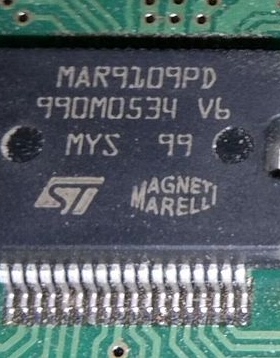 MAR9109PD
990M0534 V6
MYS 99
ST MAGNETI
MARELLI